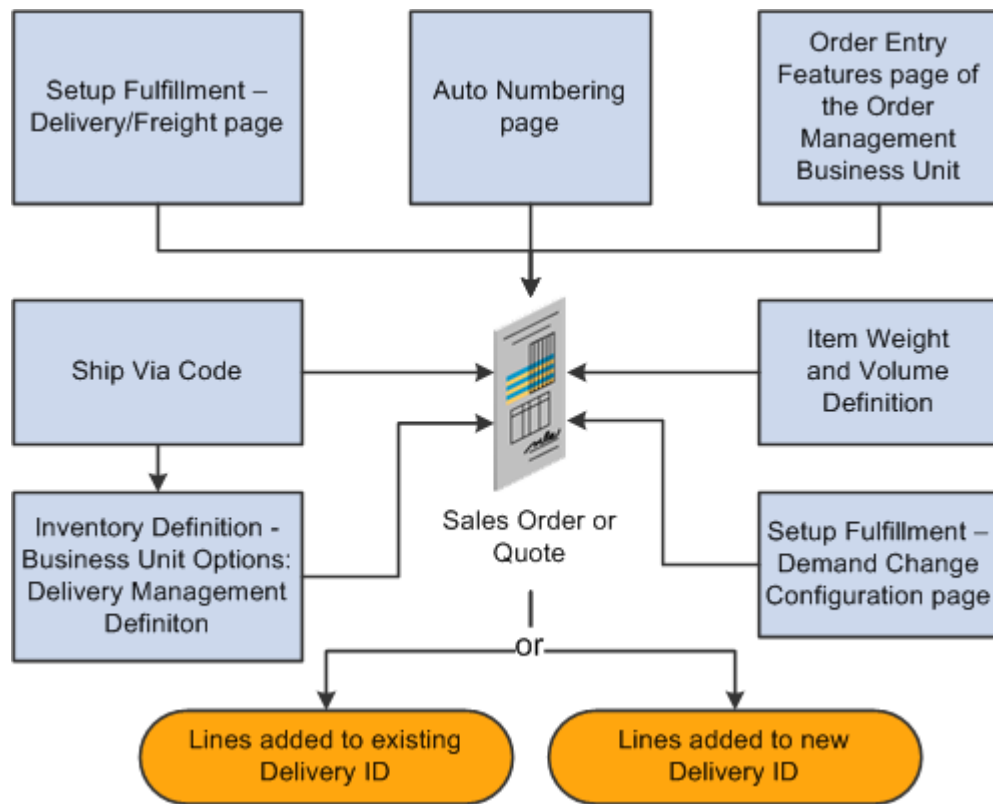 Setup Fulfillment –
Delivery/Freight page
Auto Numbering
page
Order Entry
Features page of
the Order
Management
Business Unit
Ship Via Code
Item Weight
and Volume
Definition
Inventory Definition -
Business Unit Options:
Delivery Management
Definiton
Sales Order or
Quote
Setup Fulfillment –
Demand Change
Configuration page
or
Lines added to existing
Delivery ID
Lines added to new
Delivery ID